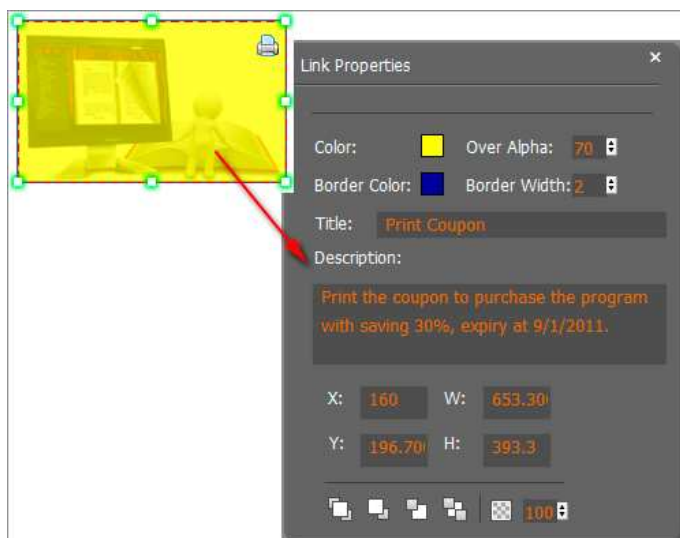 Link Properties
Color: Over Alpha: 70
Border Color: Border Width: 2
Title: Print Coupon
Description:
Print the coupon to purchase the program
with saving 30%, expiry at 9/1/2011.
X: 160 W: 653.30
Y: 196.70 H: 393.3
100